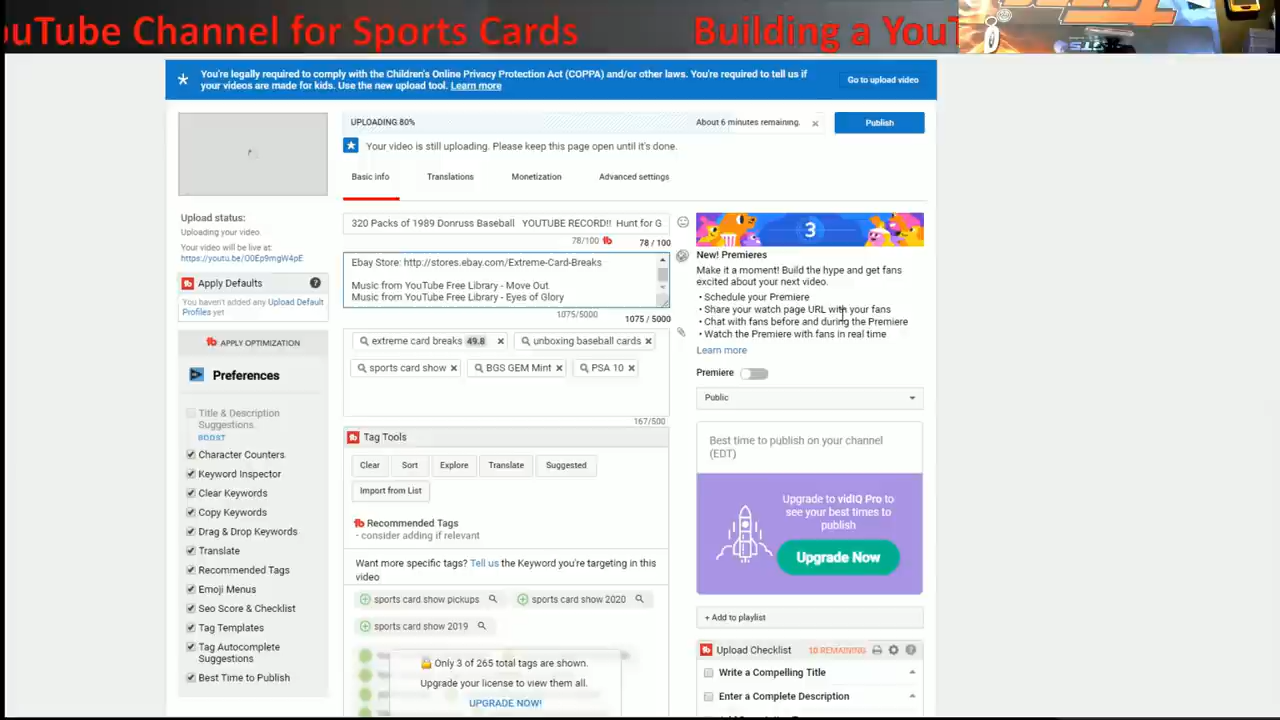 ouTube Channel for Sports Cards Building a You
You're legally required to comply with the Children's Online Privacy Protection Act (COPPA) and/or other laws. You're required to tell us if
your videos are made for kids. Use the new upload tool. Learn more
Go to upload video
UPLOADING 80%
About 6 minutes remaining.
Publish
Your video is still uploading. Please keep this page open until it's done.
Basic info
Translations
Monetization
Advanced settings
Upload status:
Uploading your video.
Your video will be live at:
https://youtu.be/O0Ep9mgW4pE
Apply Defaults
You haven't added any Upload Default
Profiles yet
APPLY OPTIMIZATION
Preferences
Title & Description
Suggestions.
BOOST
Character Counters
Keyword Inspector
Clear Keywords
Copy Keywords
Drag & Drop Keywords
Translate
Recommended Tags
Emoji Menus
Seo Score & Checklist
Tag Templates
Tag Autocomplete
Suggestions
Best Time to Publish
320 Packs of 1989 Donruss Baseball YOUTUBE RECORD!! Hunt for G
78/100 78 / 100
Ebay Store: http://stores.ebay.com/Extreme-Card-Breaks
Music from YouTube Free Library - Move Out
Music from YouTube Free Library - Eyes of Glory
1075/5000 1075 / 5000
extreme card breaks 49.8
unboxing baseball cards
sports card show
BGS GEM Mint
PSA 10
167/500
Tag Tools
Clear
Sort
Explore
Translate
Suggested
Import from List
Recommended Tags
- consider adding if relevant
Want more specific tags? Tell us the Keyword you're targeting in this
video
sports card show pickups
sports card show 2020
sports card show 2019
Only 3 of 265 total tags are shown.
Upgrade your license to view them all.
UPGRADE NOW!
3
New! Premieres
Make it a moment! Build the hype and get fans
excited about your next video.
• Schedule your Premiere
• Share your watch page URL with your fans
• Chat with fans before and during the Premiere
• Watch the Premiere with fans in real time
Learn more
Premiere
Public
Best time to publish on your channel
(EDT)
Upgrade to vidIQ Pro to
see your best times to
publish
Upgrade Now
+ Add to playlist
Upload Checklist 10 REMAINING
Write a Compelling Title
Enter a Complete Description